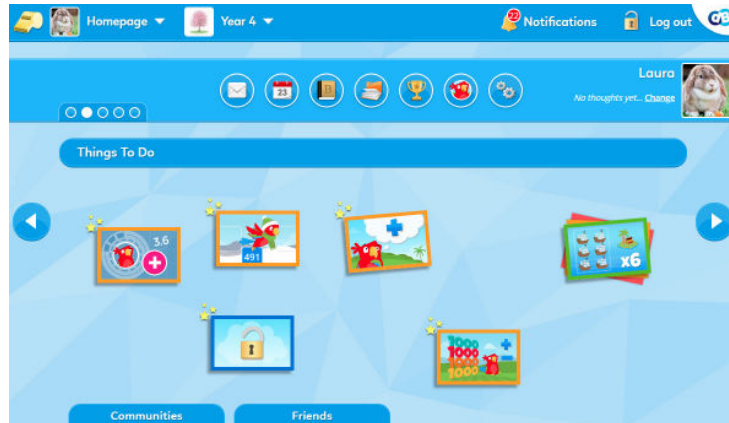 Homepage
Year 4
22
Notifications
Log out
23
B
Laura
No thoughts yet... Change
Things To Do
3.6
491
x6
1000
1000
1000
1000
Communities
Friends